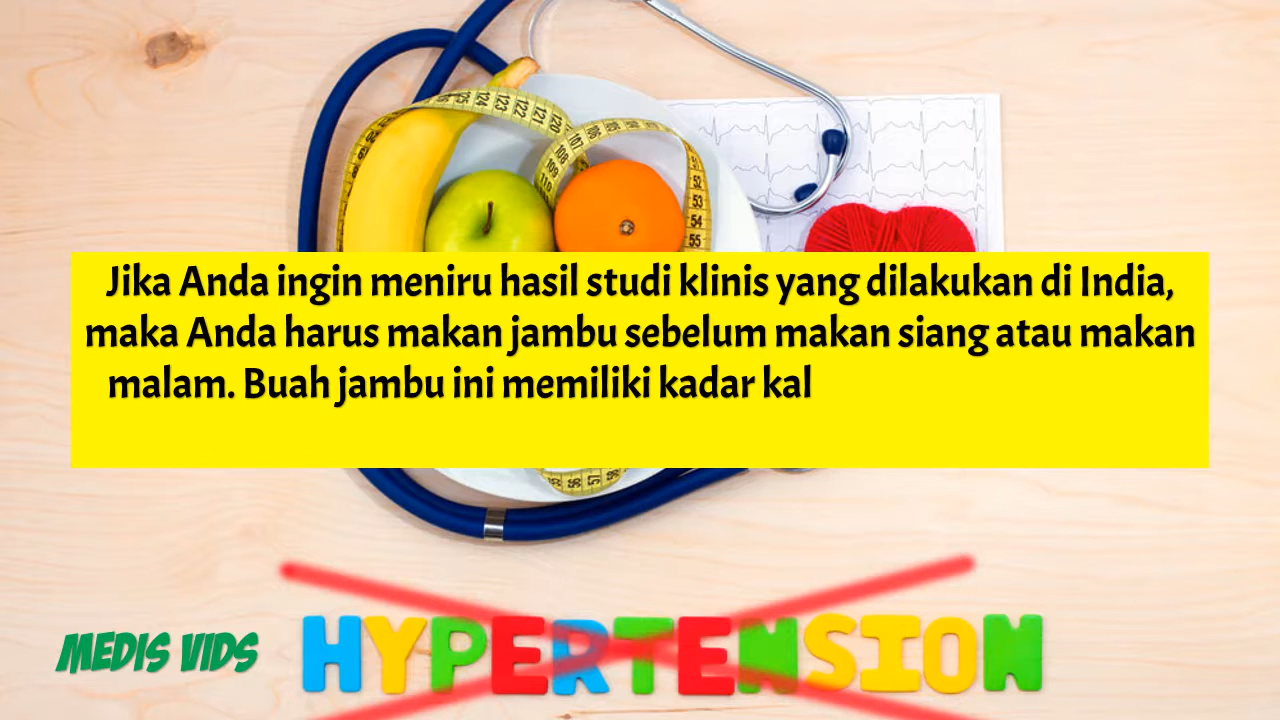 Jika Anda ingin meniru hasil studi klinis yang dilakukan di India,
maka Anda harus makan jambu sebelum makan siang atau makan
malam. Buah jambu ini memiliki kadar kal
MEDIS VIDS
HYPERTENSION